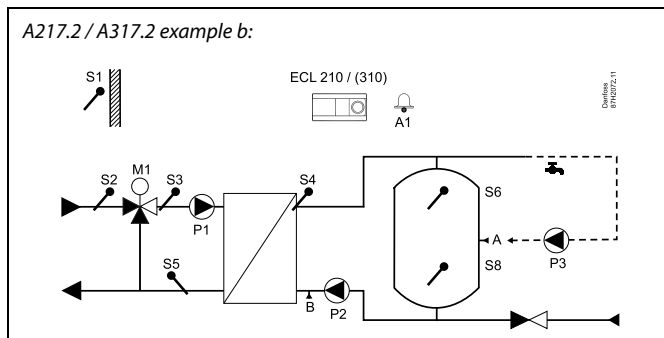 A217.2 / A317.2 example b:
S1
ECL 210 / (310)
A1
Danfoss
87H2072.11
S2
M1
S3
S4
S6
P1
A
P3
S8
S5
B
P2